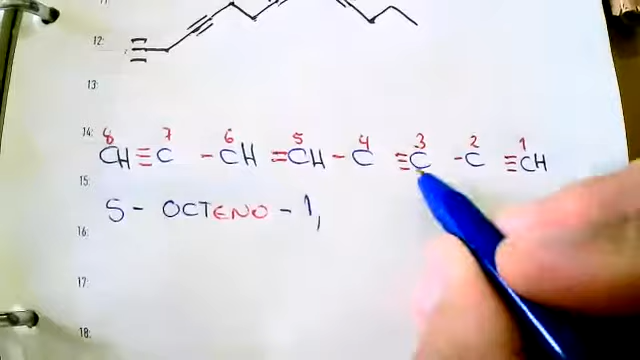 12:
13:
8 7 6 5 4 3 2 1
14: CH≡C -CH =CH-C ≡C -C ≡CH
15:
5- OCTENO-1,
16:
17:
18: